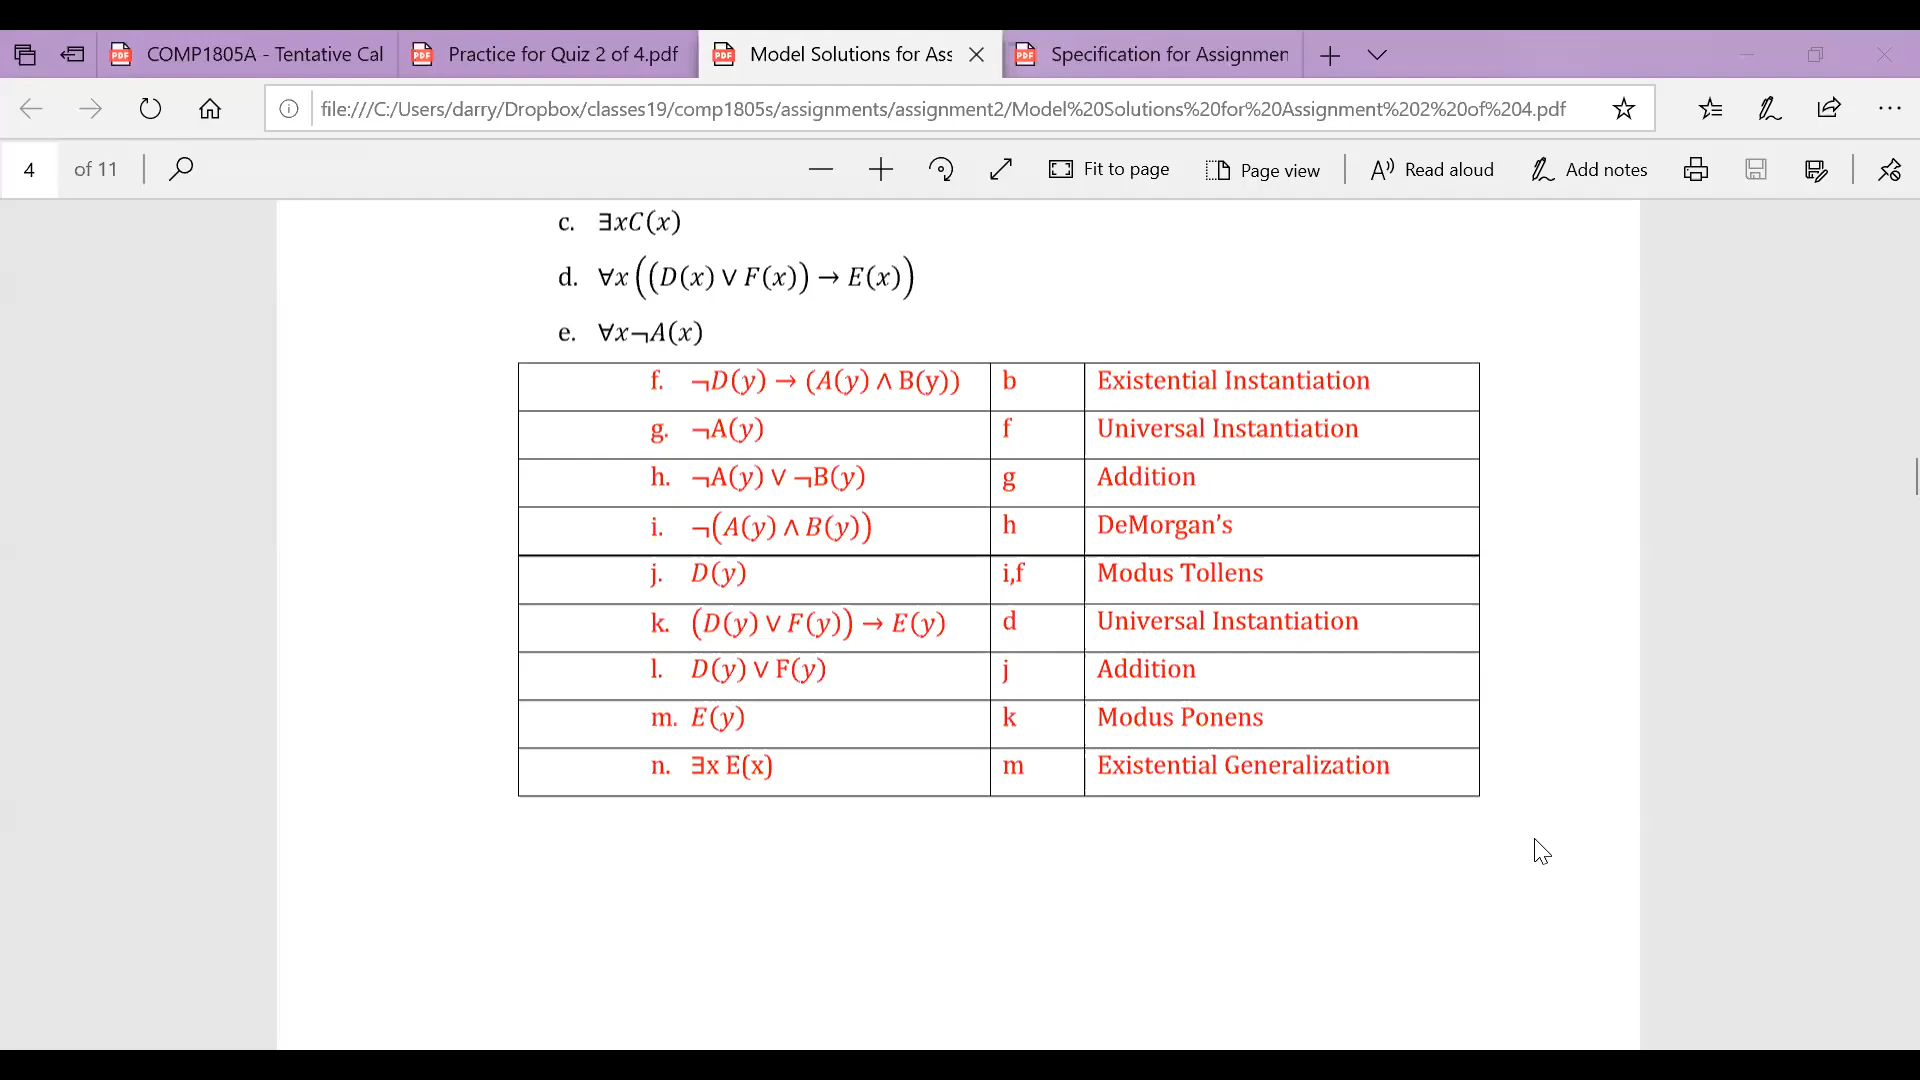 COMP1805A - Tentative Cal
Practice for Quiz 2 of 4.pdf
Model Solutions for Ass
Specification for Assignmen
file:///C:/Users/darry/Dropbox/classes19/comp1805s/assignments/assignment2/Model%20Solutions%20for%20Assignment%202%20of%204.pdf
4 of 11
Fit to page
Page view
Read aloud
Add notes
c. ∃xC(x)
d. ∀x((D(x) ∨ F(x)) → E(x))
e. ∀x¬A(x)
f. ¬D(y) → (A(y) ∧ B(y)) b Existential Instantiation
g. ¬A(y) f Universal Instantiation
h. ¬A(y) ∨ ¬B(y) g Addition
i. ¬(A(y) ∧ B(y)) h DeMorgan's
j. D(y) i,f Modus Tollens
k. (D(y) ∨ F(y)) → E(y) d Universal Instantiation
l. D(y) ∨ F(y) j Addition
m. E(y) k Modus Ponens
n. ∃x E(x) m Existential Generalization